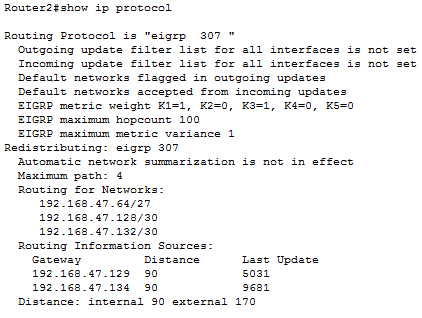 Router2#show ip protocol
Routing Protocol is "eigrp  307 "
Outgoing update filter list for all interfaces is not set
Incoming update filter list for all interfaces is not set
Default networks flagged in outgoing updates
Default networks accepted from incoming updates
EIGRP metric weight K1=1, K2=0, K3=1, K4=0, K5=0
EIGRP maximum hopcount 100
EIGRP maximum metric variance 1
Redistributing: eigrp 307
Automatic network summarization is not in effect
Maximum path: 4
Routing for Networks:
192.168.47.64/27
192.168.47.128/30
192.168.47.132/30
Routing Information Sources:
Gateway Distance Last Update
192.168.47.129 90 5031
192.168.47.134 90 9681
Distance: internal 90 external 170